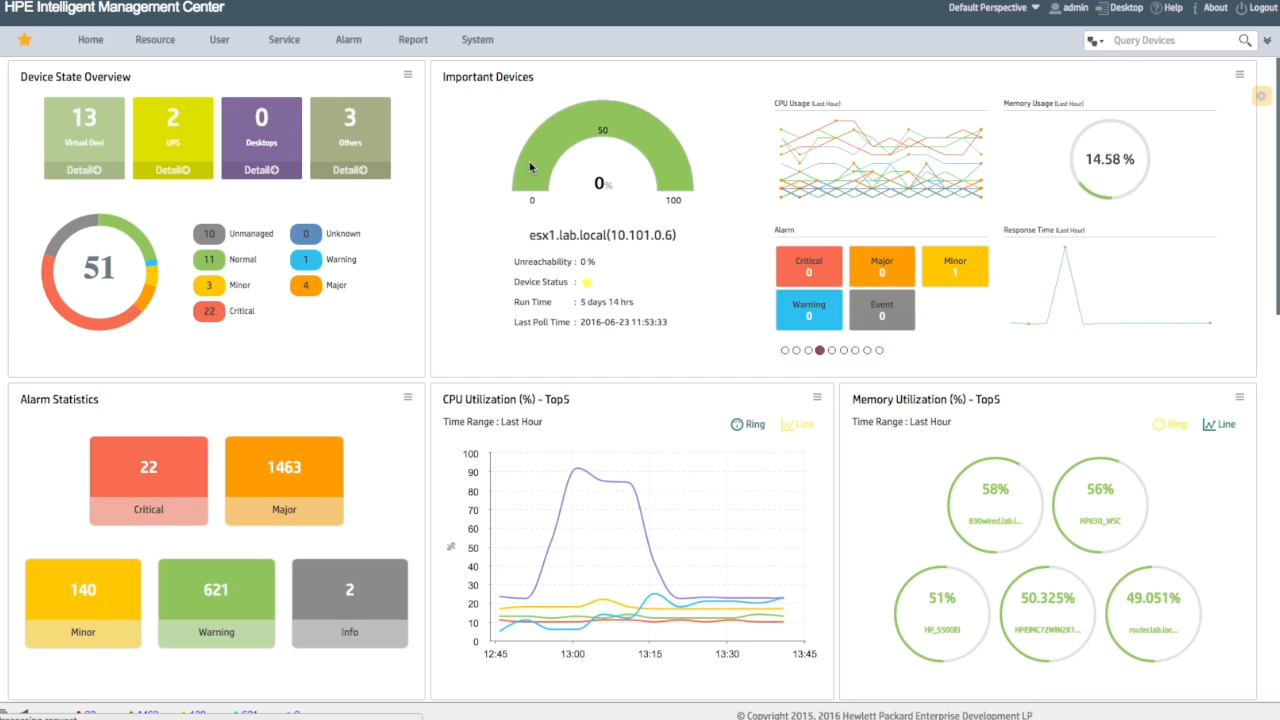 HPE Intelligent Management Center
Default Perspective admin Desktop Help About Logout
Home Resource User Service Alarm Report System
Query Devices
Device State Overview
13 2 0 3
Virtual Devi UPS Desktops Others
Detail Detail Detail Detail
51
10 Unmanaged 0 Unknown
11 Normal 1 Warning
3 Minor 4 Major
22 Critical
Important Devices
50
0%
0 100
esx1.lab.local(10.101.0.6)
Unreachability : 0 %
Device Status :
Run Time : 5 days 14 hrs
Last Poll Time : 2016-06-23 11:53:33
CPU Usage (Last Hour)
Memory Usage (Last Hour)
14.58 %
Alarm
Critical Major Minor
0 0 1
Warning Event
0 0
Response Time (Last Hour)
Alarm Statistics
22 1463
Critical Major
140 621 2
Minor Warning Info
CPU Utilization (%) - Top5
Time Range : Last Hour
Ring Line
100
90
80
70
60
50
40
30
20
10
0
%
12:45 13:00 13:15 13:30 13:45
Memory Utilization (%) - Top5
Time Range : Last Hour
Ring Line
58% 56%
830wired.lab.l... HP830_WSC
51% 50.325% 49.051%
HP_5500EI HPEIMC72WIN2K1... router.lab.loc...
© Copyright 2015, 2016 Hewlett Packard Enterprise Development LP